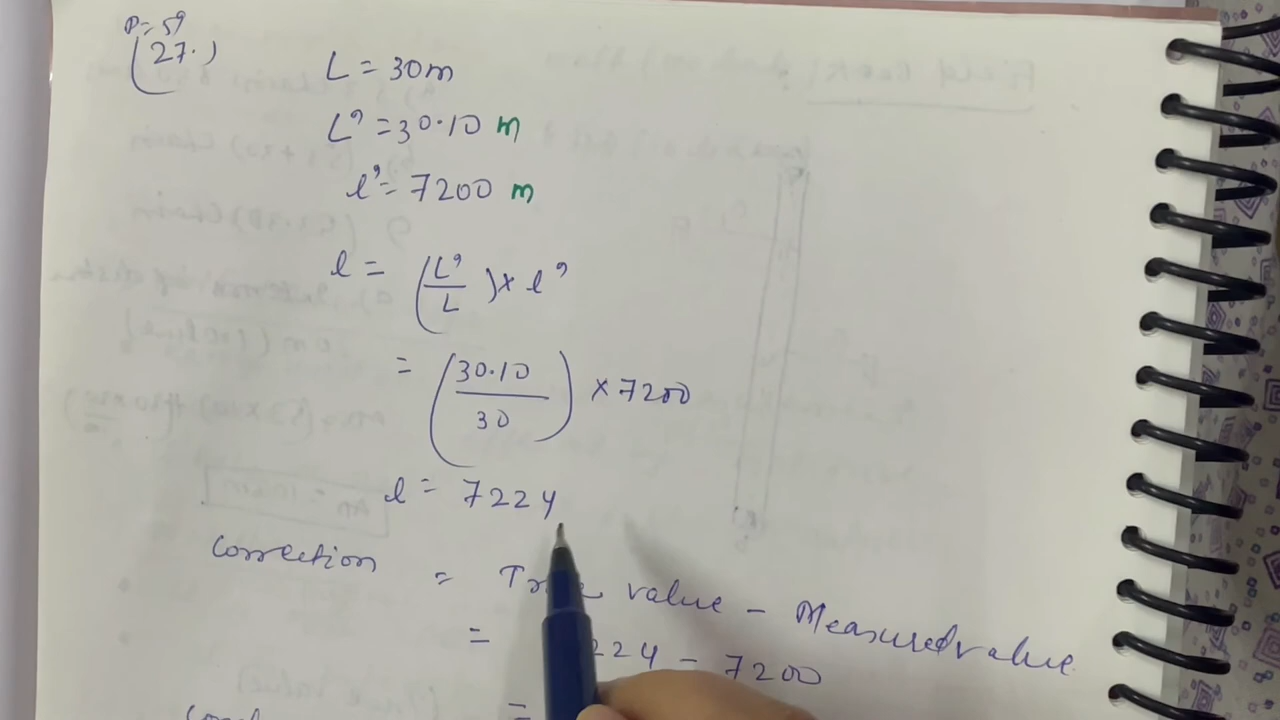 P=59
(27.)
L = 30m
L' = 30.10 m
l' = 7200 m
l = (L'/L) × l'
= (30.10/30) × 7200
l = 7224
Correction = True value - Measured value
= 224 - 7200
=